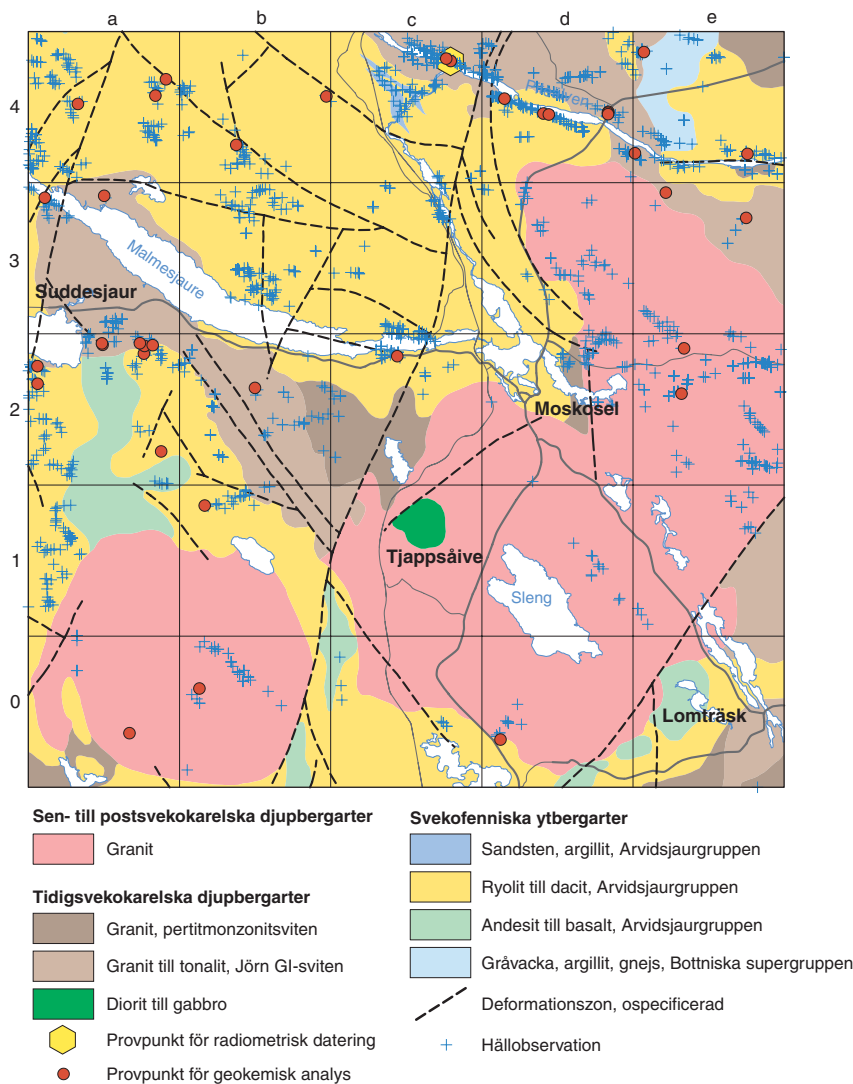 a b c d e
4
Piteälven
3
Malmesjaure
Suddesjaur
2
Moskosel
1
Tjappsåive
Sleng
0
Lomträsk
Sen- till postsvekokarelska djupbergarter
Granit
Tidigsvekokarelska djupbergarter
Granit, pertitmonzonitsviten
Granit till tonalit, Jörn GI-sviten
Diorit till gabbro
Provpunkt för radiometrisk datering
Provpunkt för geokemisk analys
Svekofenniska ytbergarter
Sandsten, argillit, Arvidsjaurgruppen
Ryolit till dacit, Arvidsjaurgruppen
Andesit till basalt, Arvidsjaurgruppen
Gråvacka, argillit, gnejs, Bottniska supergruppen
Deformationszon, ospecificerad
Hällobservation